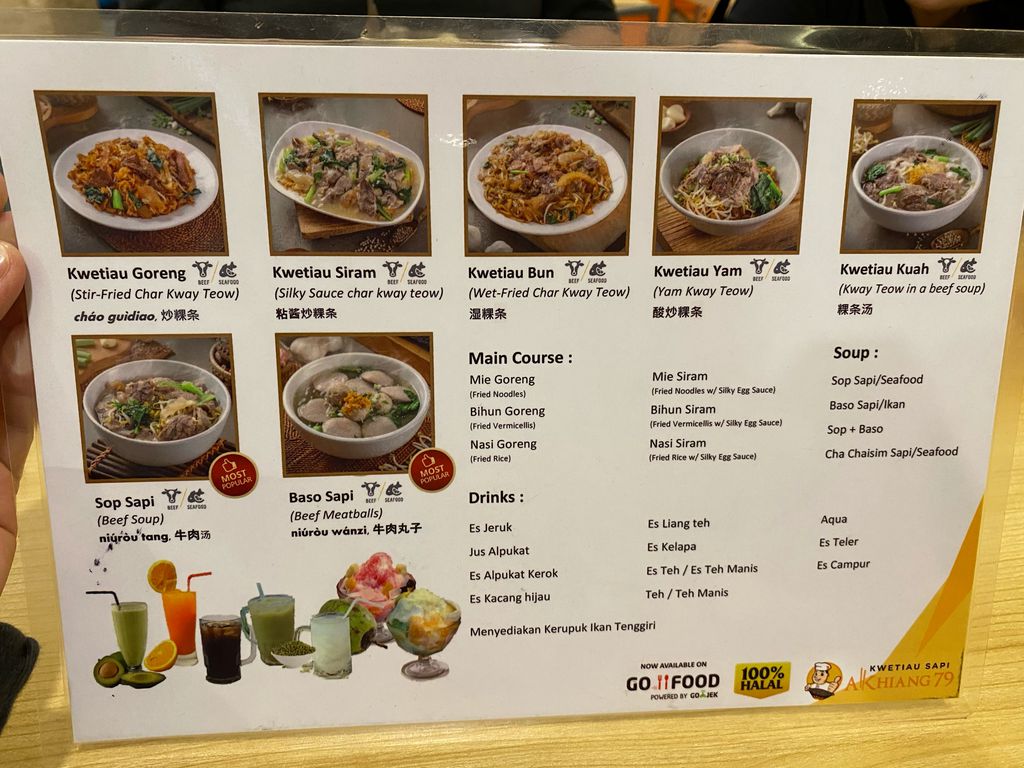 Kwetiau Goreng BEEF SEAFOOD
(Stir-Fried Char Kway Teow)
cháo guìdiao, 炒粿条
Kwetiau Siram BEEF SEAFOOD
(Silky Sauce char kway teow)
粘酱炒粿条
Kwetiau Bun BEEF SEAFOOD
(Wet-Fried Char Kway Teow)
湿粿条
Kwetiau Yam BEEF SEAFOOD
(Yam Kway Teow)
酸炒粿条
Kwetiau Kuah BEEF SEAFOOD
(Kway Teow in a beef soup)
粿条汤
MOST
POPULAR
Sop Sapi BEEF SEAFOOD
(Beef Soup)
niúròu tang, 牛肉汤
MOST
POPULAR
Baso Sapi BEEF SEAFOOD
(Beef Meatballs)
niúròu wánzi, 牛肉丸子
Main Course :
Mie Goreng
(Fried Noodles)
Bihun Goreng
(Fried Vermicellis)
Nasi Goreng
(Fried Rice)
Mie Siram
(Fried Noodles w/ Silky Egg Sauce)
Bihun Siram
(Fried Vermicellis w/ Silky Egg Sauce)
Nasi Siram
(Fried Rice w/ Silky Egg Sauce)
Soup :
Sop Sapi/Seafood
Baso Sapi/Ikan
Sop + Baso
Cha Chaisim Sapi/Seafood
Drinks :
Es Jeruk
Jus Alpukat
Es Alpukat Kerok
Es Kacang hijau
Es Liang teh
Es Kelapa
Es Teh / Es Teh Manis
Teh / Teh Manis
Aqua
Es Teler
Es Campur
Menyediakan Kerupuk Ikan Tenggiri
NOW AVAILABLE ON
GO FOOD
POWERED BY GOJEK
100%
HALAL
KWETIAU SAPI
AKHIANG 79